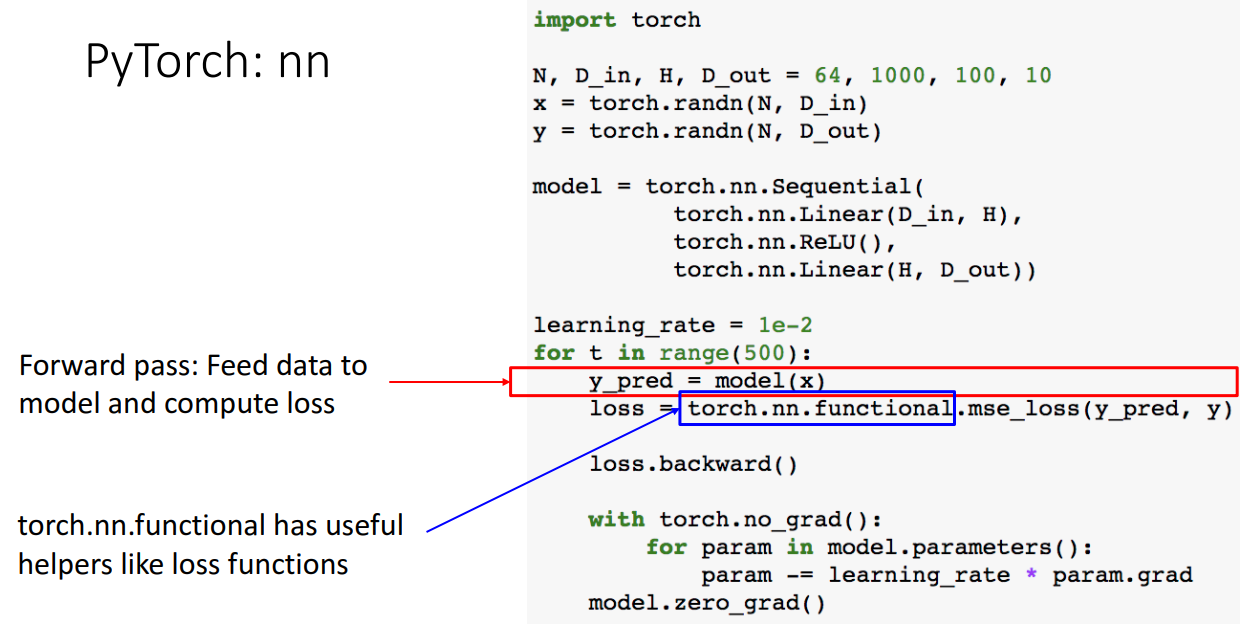 PyTorch: nn
import torch
N, D_in, H, D_out = 64, 1000, 100, 10
x = torch.randn(N, D_in)
y = torch.randn(N, D_out)
model = torch.nn.Sequential(
torch.nn.Linear(D_in, H),
torch.nn.ReLU(),
torch.nn.Linear(H, D_out))
learning_rate = 1e-2
for t in range(500):
y_pred = model(x)
loss = torch.nn.functional.mse_loss(y_pred, y)
loss.backward()
with torch.no_grad():
for param in model.parameters():
param -= learning_rate * param.grad
model.zero_grad()
Forward pass: Feed data to
model and compute loss
torch.nn.functional has useful
helpers like loss functions